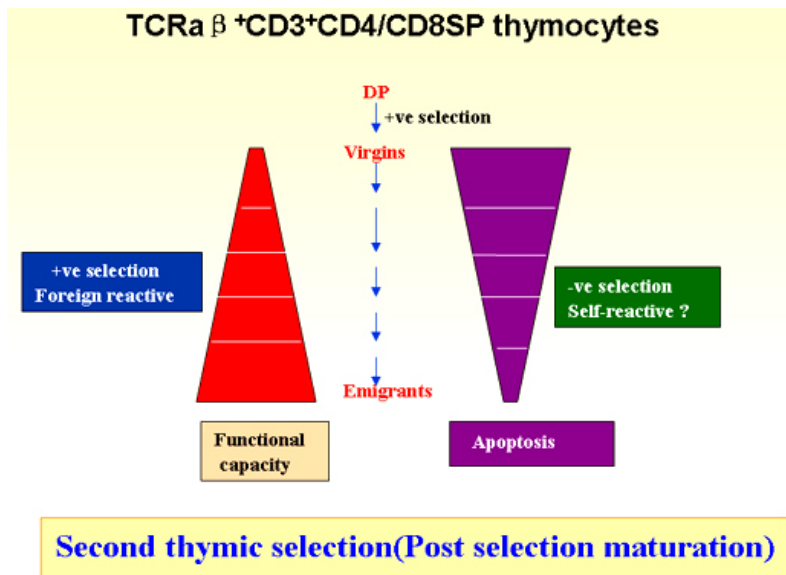 TCRa β +CD3+CD4/CD8SP thymocytes
DP
+ve selection
Virgins
+ve selection
Foreign reactive
-ve selection
Self-reactive ?
Emigrants
Functional
capacity
Apoptosis
Second thymic selection(Post selection maturation)